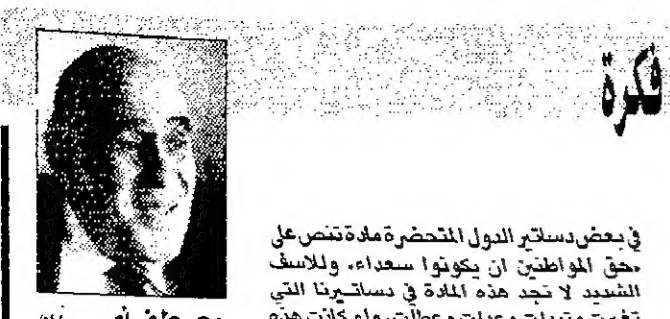 فكرة
في بعض دساتير الدول المتحضرة مادة تنص على
«حق المواطنين ان يكونوا سعداء» وللاسف
الشديد لا تجد هذه المادة في دساتيرنا التي